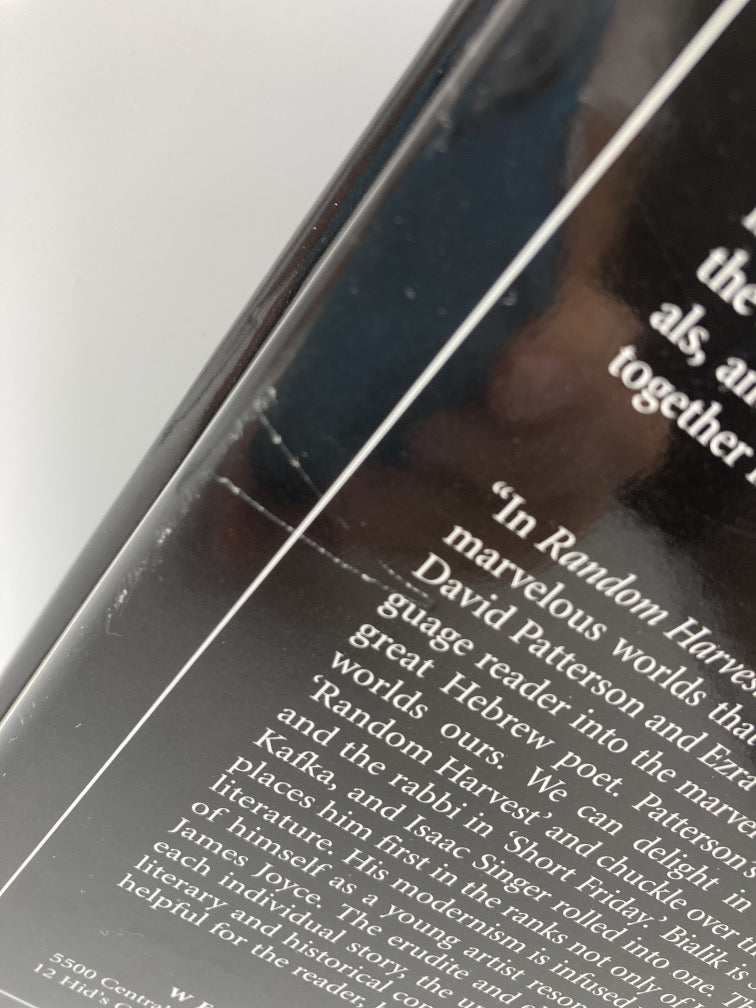 the
als, an
together
“In Random Harves
marvelous worlds tha
David Patterson and Ezra
guage reader into the marve
great Hebrew poet. Patterson’s
worlds ours. We can delight in
‘Random Harvest’ and chuckle over
and the rabbi in ‘Short Friday.’ Bialik is
Kafka, and Isaac Singer rolled into one. T
places him first in the ranks not only of
literature. His modernism is infused
of himself as a young artist
James Joyce. The erudite and
each individual story, the
literary and historical
helpful for the reader,
5500 Central
12 Hid’s